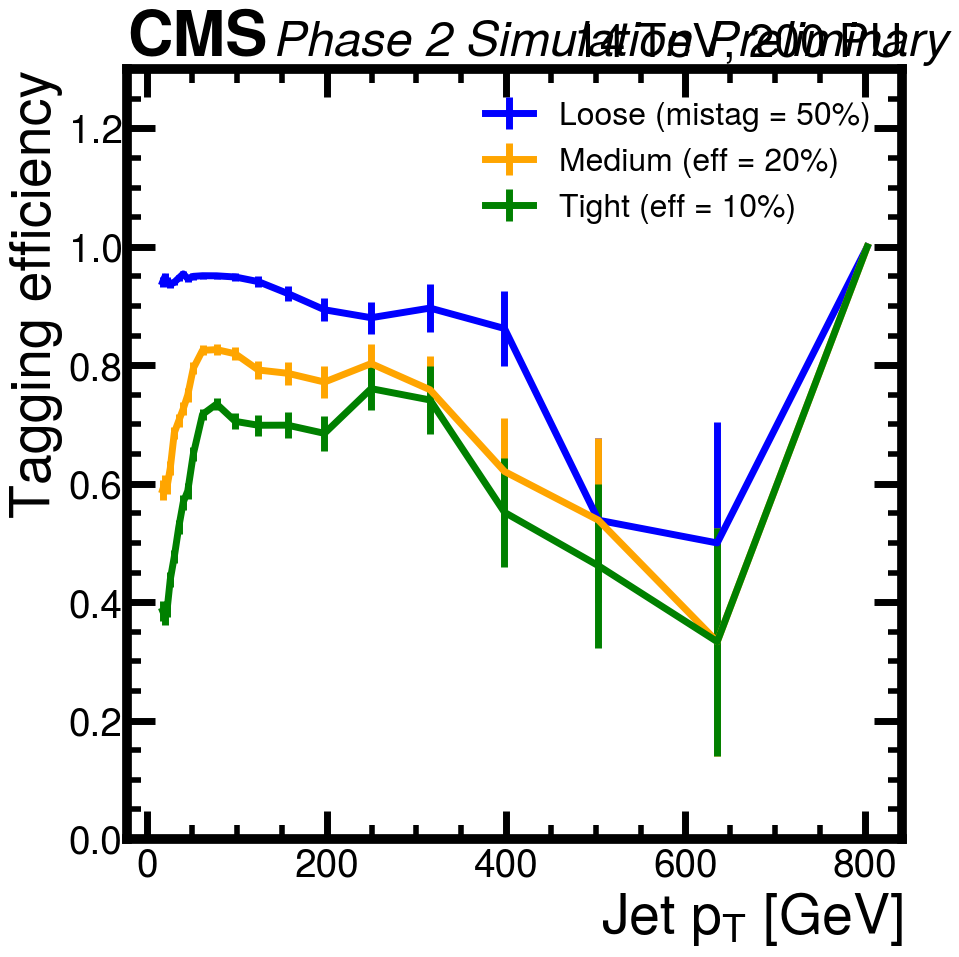 CMS Phase 2 Simulation Preliminary
14 TeV, 200 PU
Tagging efficiency
1.2
1.0
0.8
0.6
0.4
0.2
0.0
Loose (mistag = 50%)
Medium (eff = 20%)
Tight (eff = 10%)
0 200 400 600 800
Jet pT [GeV]